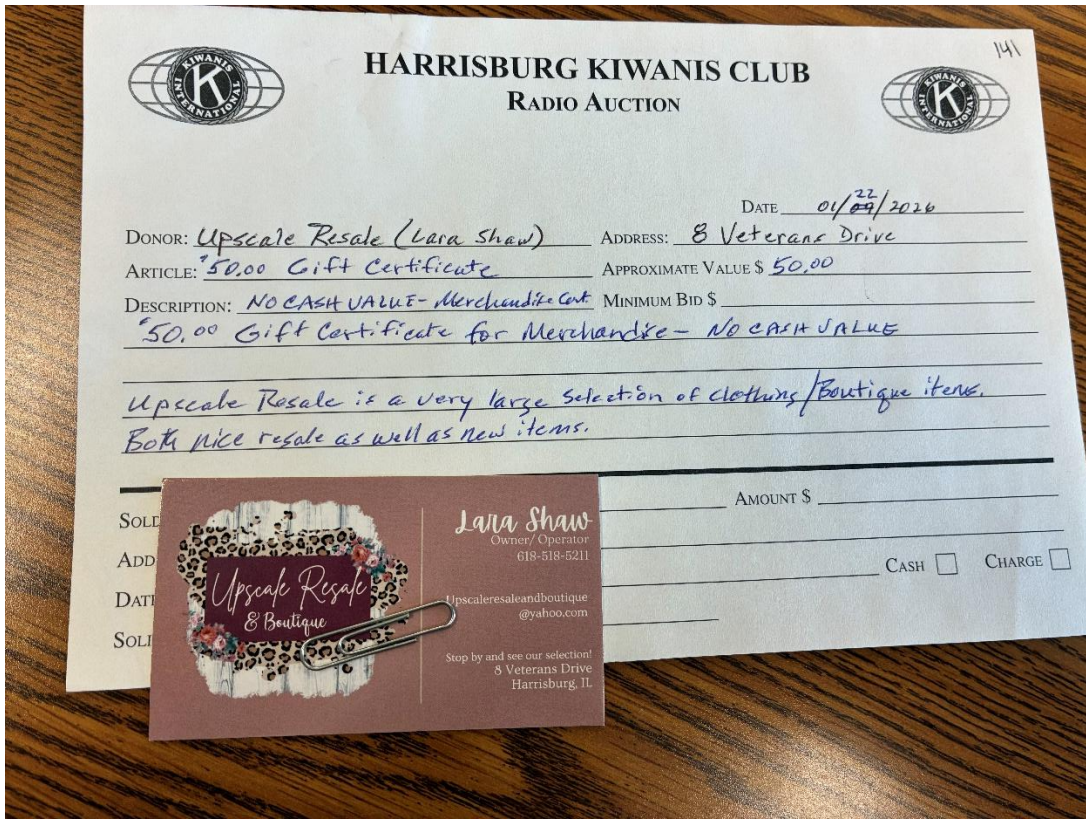 141
HARRISBURG KIWANIS CLUB
RADIO AUCTION
KIWANIS K INTERNATIONAL
KIWANIS K INTERNATIONAL
DATE 01/22/2026
DONOR: Upscale Resale (Lara Shaw) ADDRESS: 8 Veterans Drive
ARTICLE: $50.00 Gift Certificate APPROXIMATE VALUE $ 50.00
DESCRIPTION: NO CASH VALUE - Merchandise Cert MINIMUM BID $
$50.00 Gift Certificate for Merchandise - NO CASH VALUE
Upscale Resale is a very large selection of clothing/Boutique items.
Both nice resale as well as new items.
SOLD AMOUNT $
ADD
CASH CHARGE
DATE
SOLI
Upscale Resale
& Boutique
Lara Shaw
Owner/Operator
618-518-5211
Upscaleresaleandboutique
@yahoo.com
Stop by and see our selection!
8 Veterans Drive
Harrisburg, IL